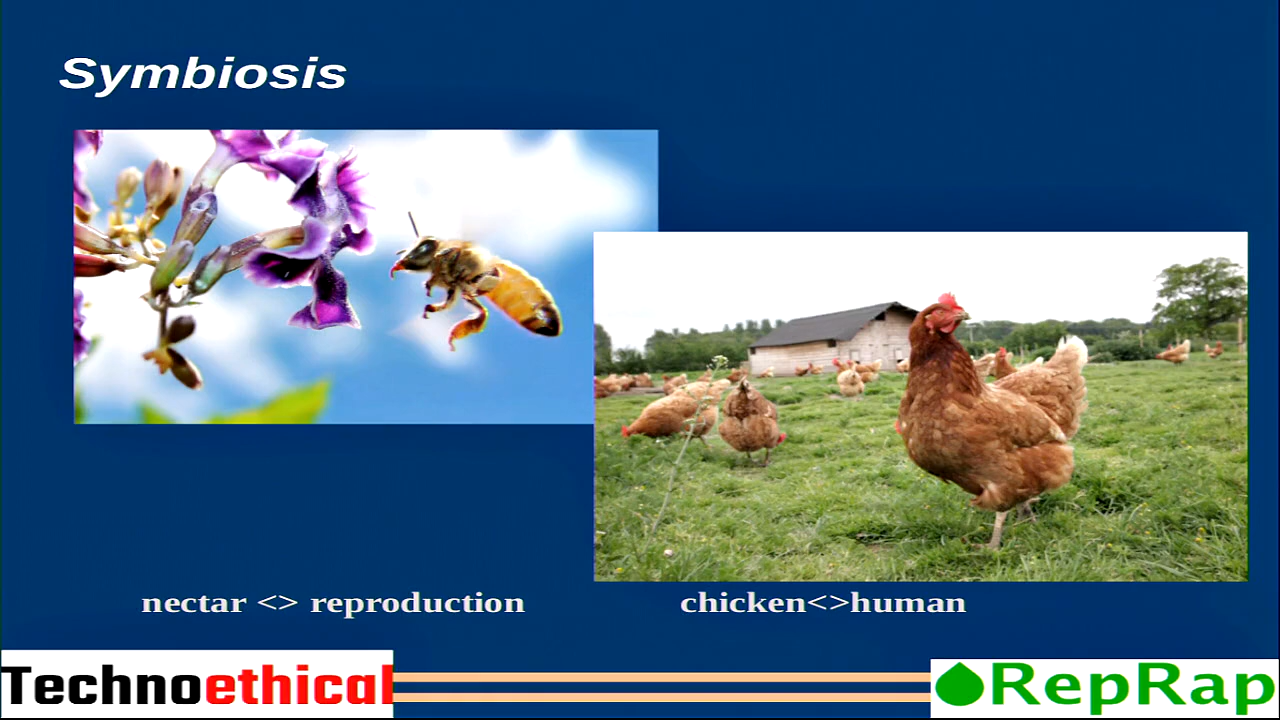 Symbiosis
nectar <> reproduction
chicken<>human
Technoethical
RepRap